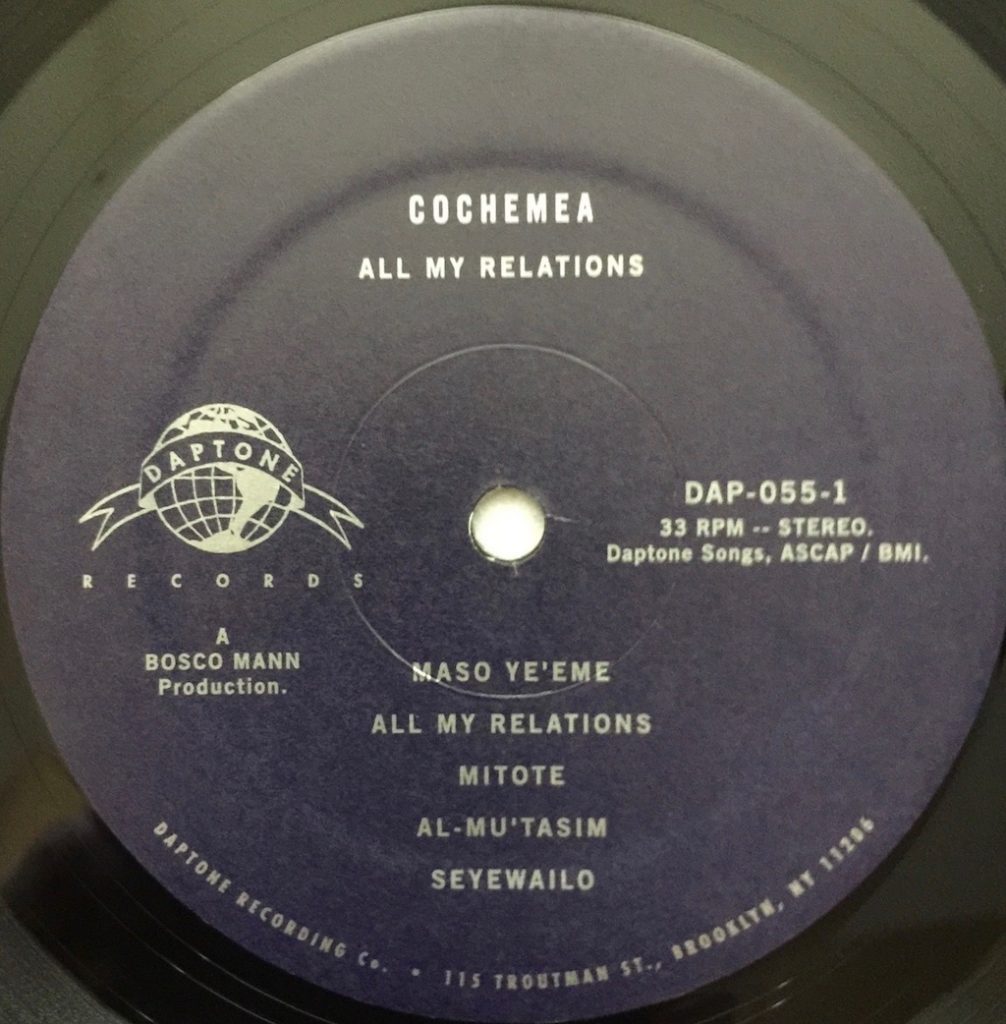 COCHEMEA
ALL MY RELATIONS
DAPTONE
RECORDS
A
BOSCO MANN
Production.
DAP-055-1
33 RPM -- STEREO.
Daptone Songs, ASCAP / BMI.
MASO YE'EME
ALL MY RELATIONS
MITOTE
AL-MU'TASIM
SEYEWAILO
DAPTONE RECORDING Co. • 115 TROUTMAN ST., BROOKLYN, NY 11206